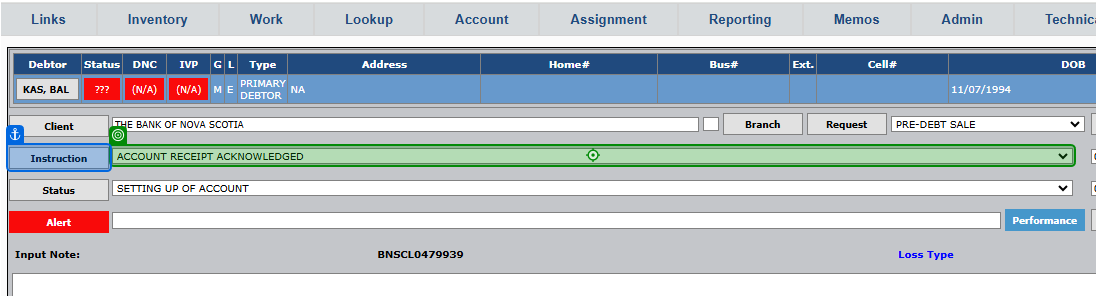 Links Inventory Work Lookup Account Assignment Reporting Memos Admin Technic
Debtor Status DNC IVP G L Type Address Home# Bus# Ext. Cell# DOB
KAS, BAL ??? (N/A) (N/A) M E PRIMARY DEBTOR NA 11/07/1994
Client THE BANK OF NOVA SCOTIA Branch Request PRE-DEBT SALE
Instruction ACCOUNT RECEIPT ACKNOWLEDGED
Status SETTING UP OF ACCOUNT
Alert Performance
Input Note: BNSCL0479939 Loss Type